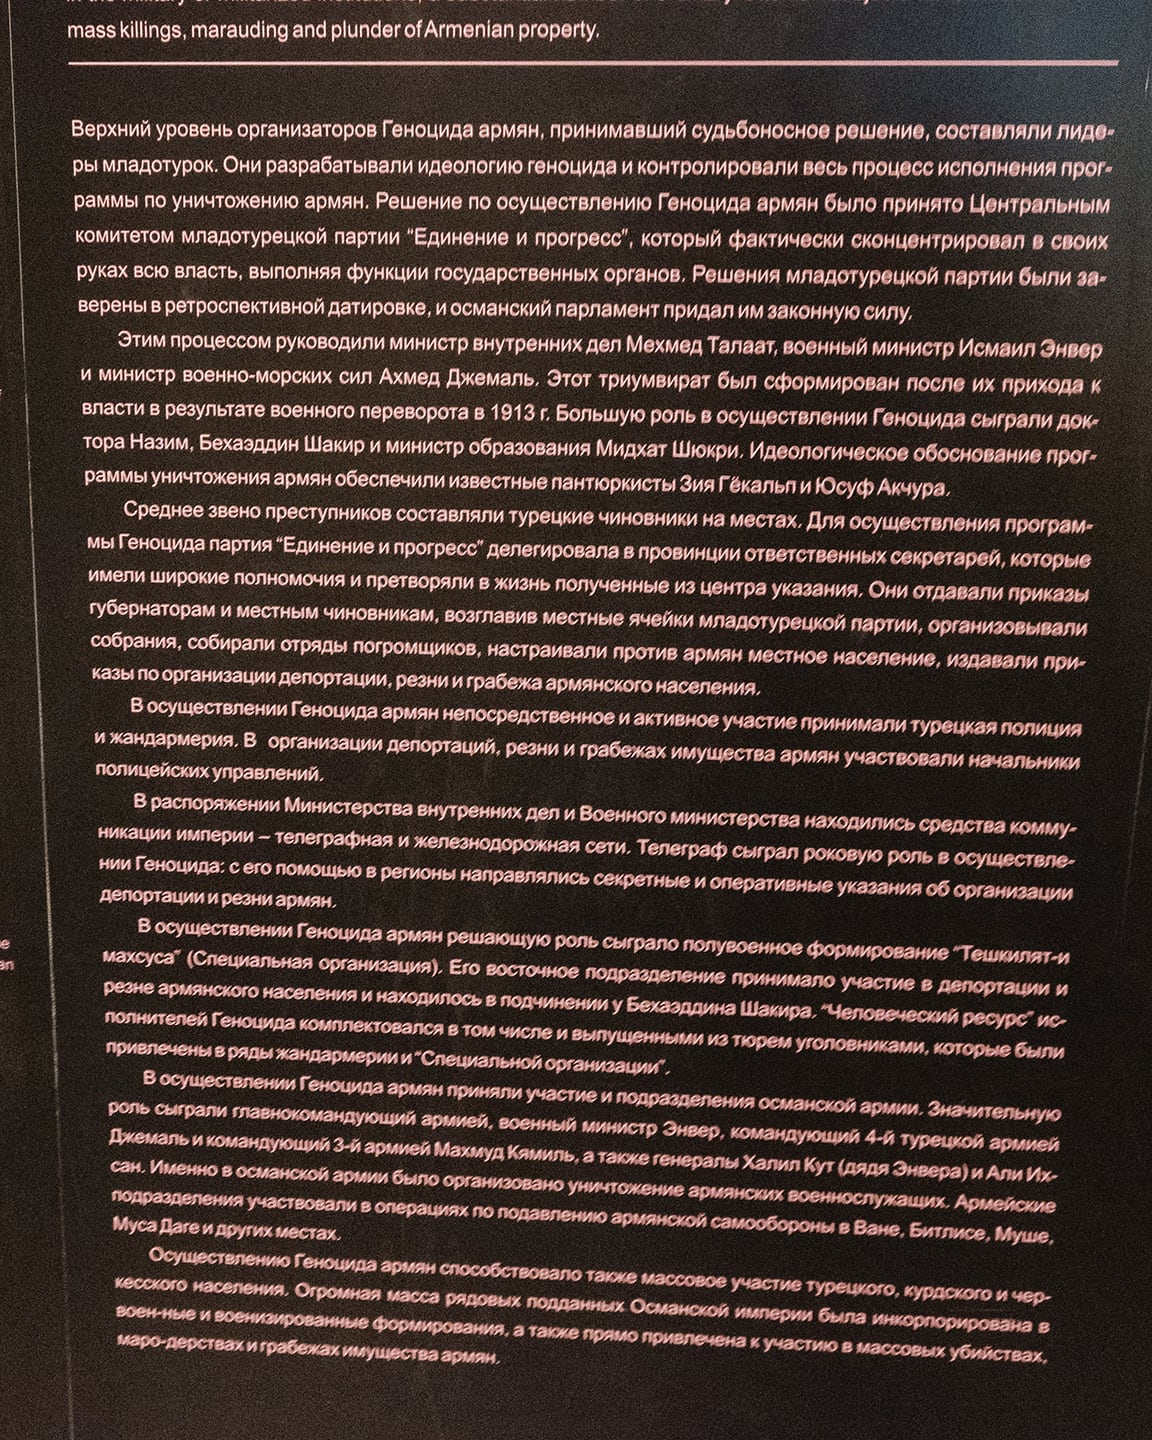 mass killings, marauding and plunder of Armenian property.
Верхний уровень организаторов Геноцида армян, принимавший судьбоносное решение, составляли лиде-
ры младотурок. Они разрабатывали идеологию геноцида и контролировали весь процесс исполнения прог-
раммы по уничтожению армян. Решение по осуществлению Геноцида армян было принято Центральным
комитетом младотурецкой партии “Единение и прогресс”, который фактически сконцентрировал в своих
руках всю власть, выполняя функции государственных органов. Решения младотурецкой партии были за-
верены в ретроспективной датировке, и османский парламент придал им законную силу.
Этим процессом руководили министр внутренних дел Мехмед Талаат, военный министр Исмаил Энвер
и министр военно-морских сил Ахмед Джемаль. Этот триумвират был сформирован после их прихода к
власти в результате военного переворота в 1913 г. Большую роль в осуществлении Геноцида сыграли док-
тора Назим, Бехаэддин Шакир и министр образования Мидхат Шюкри. Идеологическое обоснование прог-
раммы уничтожения армян обеспечили известные пантюркисты Зия Гёкальп и Юсуф Акчура.
Среднее звено преступников составляли турецкие чиновники на местах. Для осуществления програм-
мы Геноцида партия “Единение и прогресс” делегировала в провинции ответственных секретарей, которые
имели широкие полномочия и претворяли в жизнь полученные из центра указания. Они отдавали приказы
губернаторам и местным чиновникам, возглавив местные ячейки младотурецкой партии, организовывали
собрания, собирали отряды погромщиков, настраивали против армян местное население, издавали при-
казы по организации депортации, резни и грабежа армянского населения.
В осуществлении Геноцида армян непосредственное и активное участие принимали турецкая полиция
и жандармерия. В организации депортаций, резни и грабежах имущества армян участвовали начальники
полицейских управлений.
В распоряжении Министерства внутренних дел и Военного министерства находились средства комму-
никации империи – телеграфная и железнодорожная сети. Телеграф сыграл роковую роль в осуществле-
нии Геноцида: с его помощью в регионы направлялись секретные и оперативные указания об организации
депортации и резни армян.
В осуществлении Геноцида армян решающую роль сыграло полувоенное формирование “Тешкилят-и
махсуса” (Специальная организация). Его восточное подразделение принимало участие в депортации и
резне армянского населения и находилось в подчинении у Бехаэддина Шакира. “Человеческий ресурс” ис-
полнителей Геноцида комплектовался в том числе и выпущенными из тюрем уголовниками, которые были
привлечены в ряды жандармерии и “Специальной организации”.
В осуществлении Геноцида армян приняли участие и подразделения османской армии. Значительную
роль сыграли главнокомандующий армией, военный министр Энвер, командующий 4-й турецкой армией
Джемаль и командующий 3-й армией Махмуд Кямиль, а также генералы Халил Кут (дядя Энвера) и Али Их-
сан. Именно в османской армии было организовано уничтожение армянских военнослужащих. Армейские
подразделения участвовали в операциях по подавлению армянской самообороны в Ване, Битлисе, Муше,
Муса Даге и других местах.
Осуществлению Геноцида армян способствовало также массовое участие турецкого, курдского и чер-
кесского населения. Огромная масса рядовых подданных Османской империи была инкорпорирована в
воен-ные и военизированные формирования, а также прямо привлечена к участию в массовых убийствах,
маро-дерствах и грабежах имущества армян.